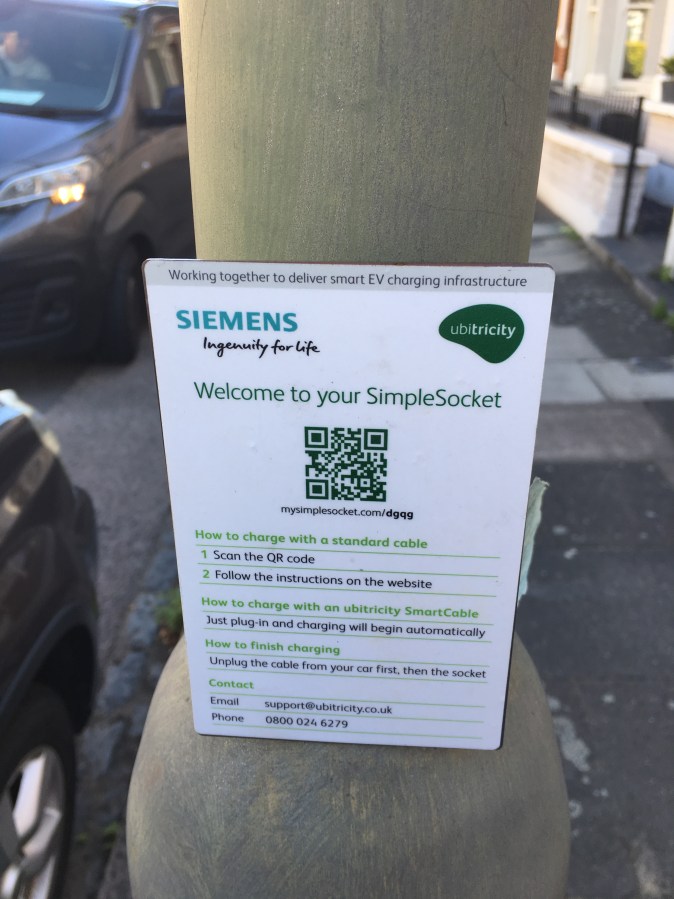 Working together to deliver smart EV charging infrastructure
SIEMENS
Ingenuity for life
ubitricity
Welcome to your SimpleSocket
mysimplesocket.com/dgqg
How to charge with a standard cable
1 Scan the QR code
2 Follow the instructions on the website
How to charge with an ubitricity SmartCable
Just plug-in and charging will begin automatically
How to finish charging
Unplug the cable from your car first, then the socket
Contact
Email support@ubitricity.co.uk
Phone 0800 024 6279